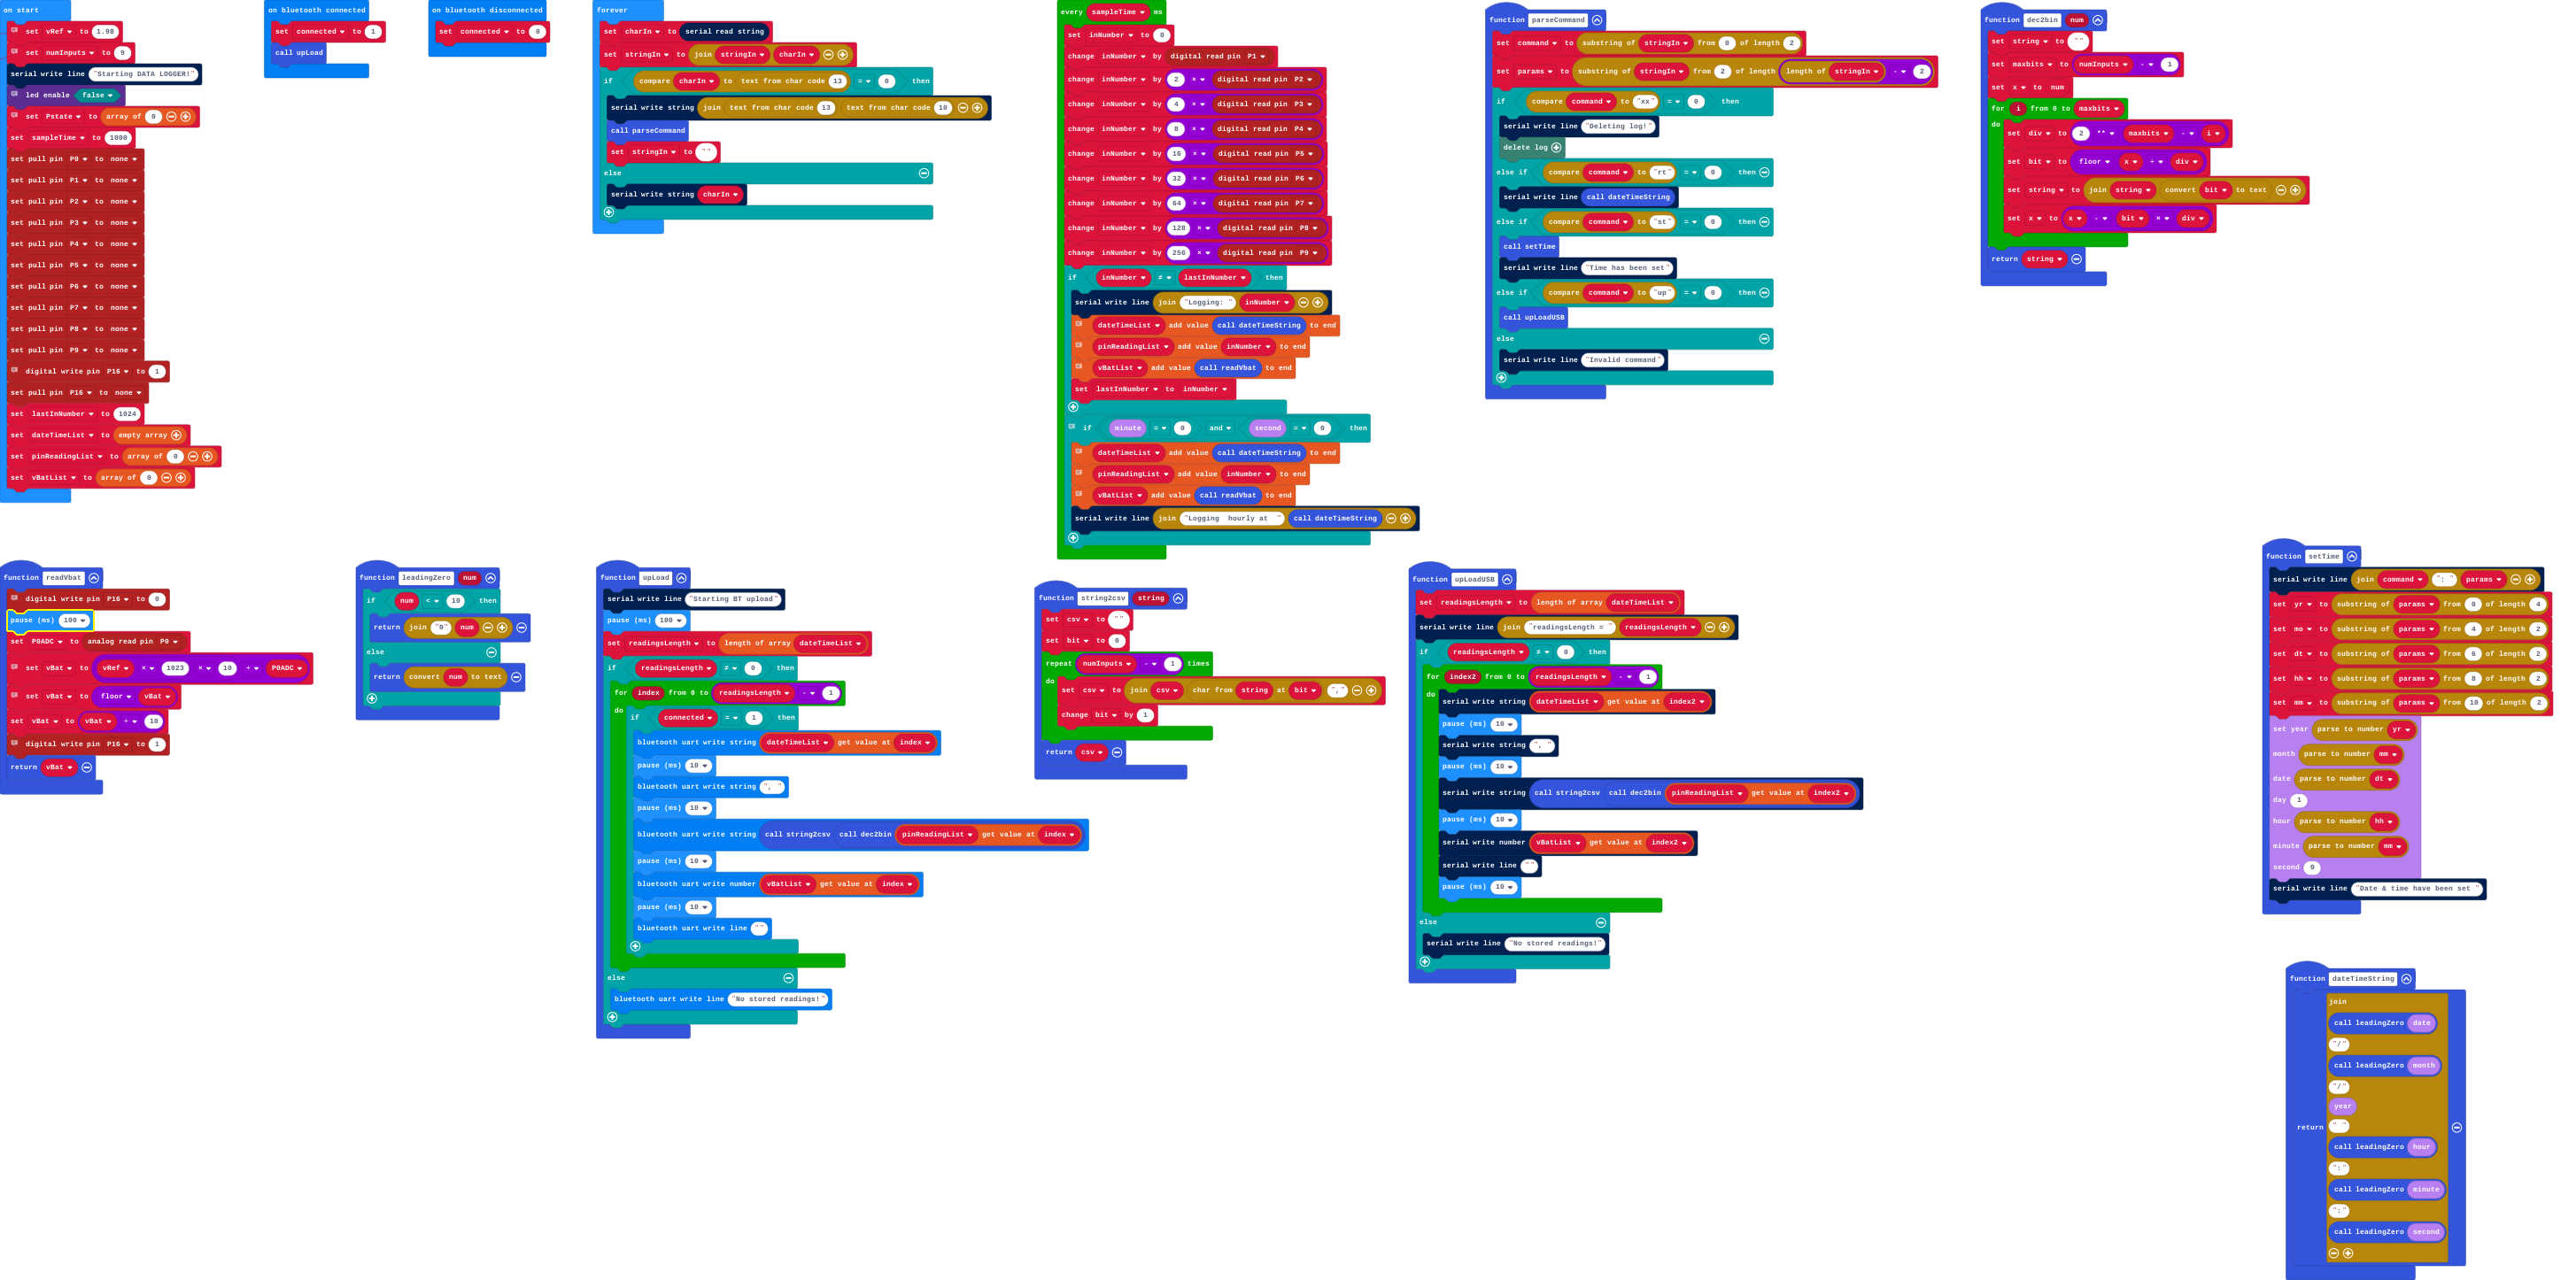 on start
set vRef to 1.98
set numInputs to 9
serial write line "Starting DATA LOGGER!"
led enable false
set Pstate to array of 0
set sampleTime to 1000
set pull pin P0 to none
set pull pin P1 to none
set pull pin P2 to none
set pull pin P3 to none
set pull pin P4 to none
set pull pin P5 to none
set pull pin P6 to none
set pull pin P7 to none
set pull pin P8 to none
set pull pin P9 to none
digital write pin P16 to 1
set pull pin P16 to none
set lastInNumber to 1024
set dateTimeList to empty array
set pinReadingList to array of 0
set vBatList to array of 0
on bluetooth connected
set connected to 1
call upLoad
on bluetooth disconnected
set connected to 0
forever
set charIn to serial read string
set stringIn to join stringIn charIn
if compare charIn to text from char code 13 = 0 then
serial write string join text from char code 13 text from char code 10
call parseCommand
set stringIn to ""
else
serial write string charIn
every sampleTime ms
set inNumber to 0
change inNumber by digital read pin P1
change inNumber by 2 × digital read pin P2
change inNumber by 4 × digital read pin P3
change inNumber by 8 × digital read pin P4
change inNumber by 16 × digital read pin P5
change inNumber by 32 × digital read pin P6
change inNumber by 64 × digital read pin P7
change inNumber by 128 × digital read pin P8
change inNumber by 256 × digital read pin P9
if inNumber ≠ lastInNumber then
serial write line join "Logging: " inNumber
dateTimeList add value call dateTimeString to end
pinReadingList add value inNumber to end
vBatList add value call readVbat to end
set lastInNumber to inNumber
if minute = 0 and second = 0 then
dateTimeList add value call dateTimeString to end
pinReadingList add value inNumber to end
vBatList add value call readVbat to end
serial write line join "Logging  hourly at  " call dateTimeString
function parseCommand
set command to substring of stringIn from 0 of length 2
set params to substring of stringIn from 2 of length length of stringIn - 2
if compare command to "xx" = 0 then
serial write line "Deleting log!"
delete log
else if compare command to "rt" = 0 then
serial write line call dateTimeString
else if compare command to "st" = 0 then
call setTime
serial write line "Time has been set"
else if compare command to "up" = 0 then
call upLoadUSB
else
serial write line "Invalid command"
function dec2bin num
set string to ""
set maxbits to numInputs - 1
set x to num
for i from 0 to maxbits
do
set div to 2 ** maxbits - i
set bit to floor x ÷ div
set string to join string convert bit to text
set x to x - bit × div
return string
function readVbat
digital write pin P16 to 0
pause (ms) 100
set P0ADC to analog read pin P0
set vBat to vRef × 1023 × 10 ÷ P0ADC
set vBat to floor vBat
set vBat to vBat ÷ 10
digital write pin P16 to 1
return vBat
function leadingZero num
if num < 10 then
return join "0" num
else
return convert num to text
function upLoad
serial write line "Starting BT upload"
pause (ms) 100
set readingsLength to length of array dateTimeList
if readingsLength ≠ 0 then
for index from 0 to readingsLength - 1
do
if connected = 1 then
bluetooth uart write string dateTimeList get value at index
pause (ms) 10
bluetooth uart write string ", "
pause (ms) 10
bluetooth uart write string call string2csv call dec2bin pinReadingList get value at index
pause (ms) 10
bluetooth uart write number vBatList get value at index
pause (ms) 10
bluetooth uart write line ""
else
bluetooth uart write line "No stored readings!"
function string2csv string
set csv to ""
set bit to 0
repeat numInputs - 1 times
do
set csv to join csv char from string at bit ","
change bit by 1
return csv
function upLoadUSB
set readingsLength to length of array dateTimeList
serial write line join "readingsLength = " readingsLength
if readingsLength ≠ 0 then
for index2 from 0 to readingsLength - 1
do
serial write string dateTimeList get value at index2
pause (ms) 10
serial write string ", "
pause (ms) 10
serial write string call string2csv call dec2bin pinReadingList get value at index2
pause (ms) 10
serial write number vBatList get value at index2
serial write line ""
pause (ms) 10
else
serial write line "No stored readings!"
function setTime
serial write line join command ": " params
set yr to substring of params from 0 of length 4
set mo to substring of params from 4 of length 2
set dt to substring of params from 6 of length 2
set hh to substring of params from 8 of length 2
set mm to substring of params from 10 of length 2
set year parse to number yr
month parse to number mm
date parse to number dt
day 1
hour parse to number hh
minute parse to number mm
second 0
serial write line "Date & time have been set "
function dateTimeString
join
call leadingZero date
"/"
call leadingZero month
"/"
year
" "
return
call leadingZero hour
":"
call leadingZero minute
":"
call leadingZero second